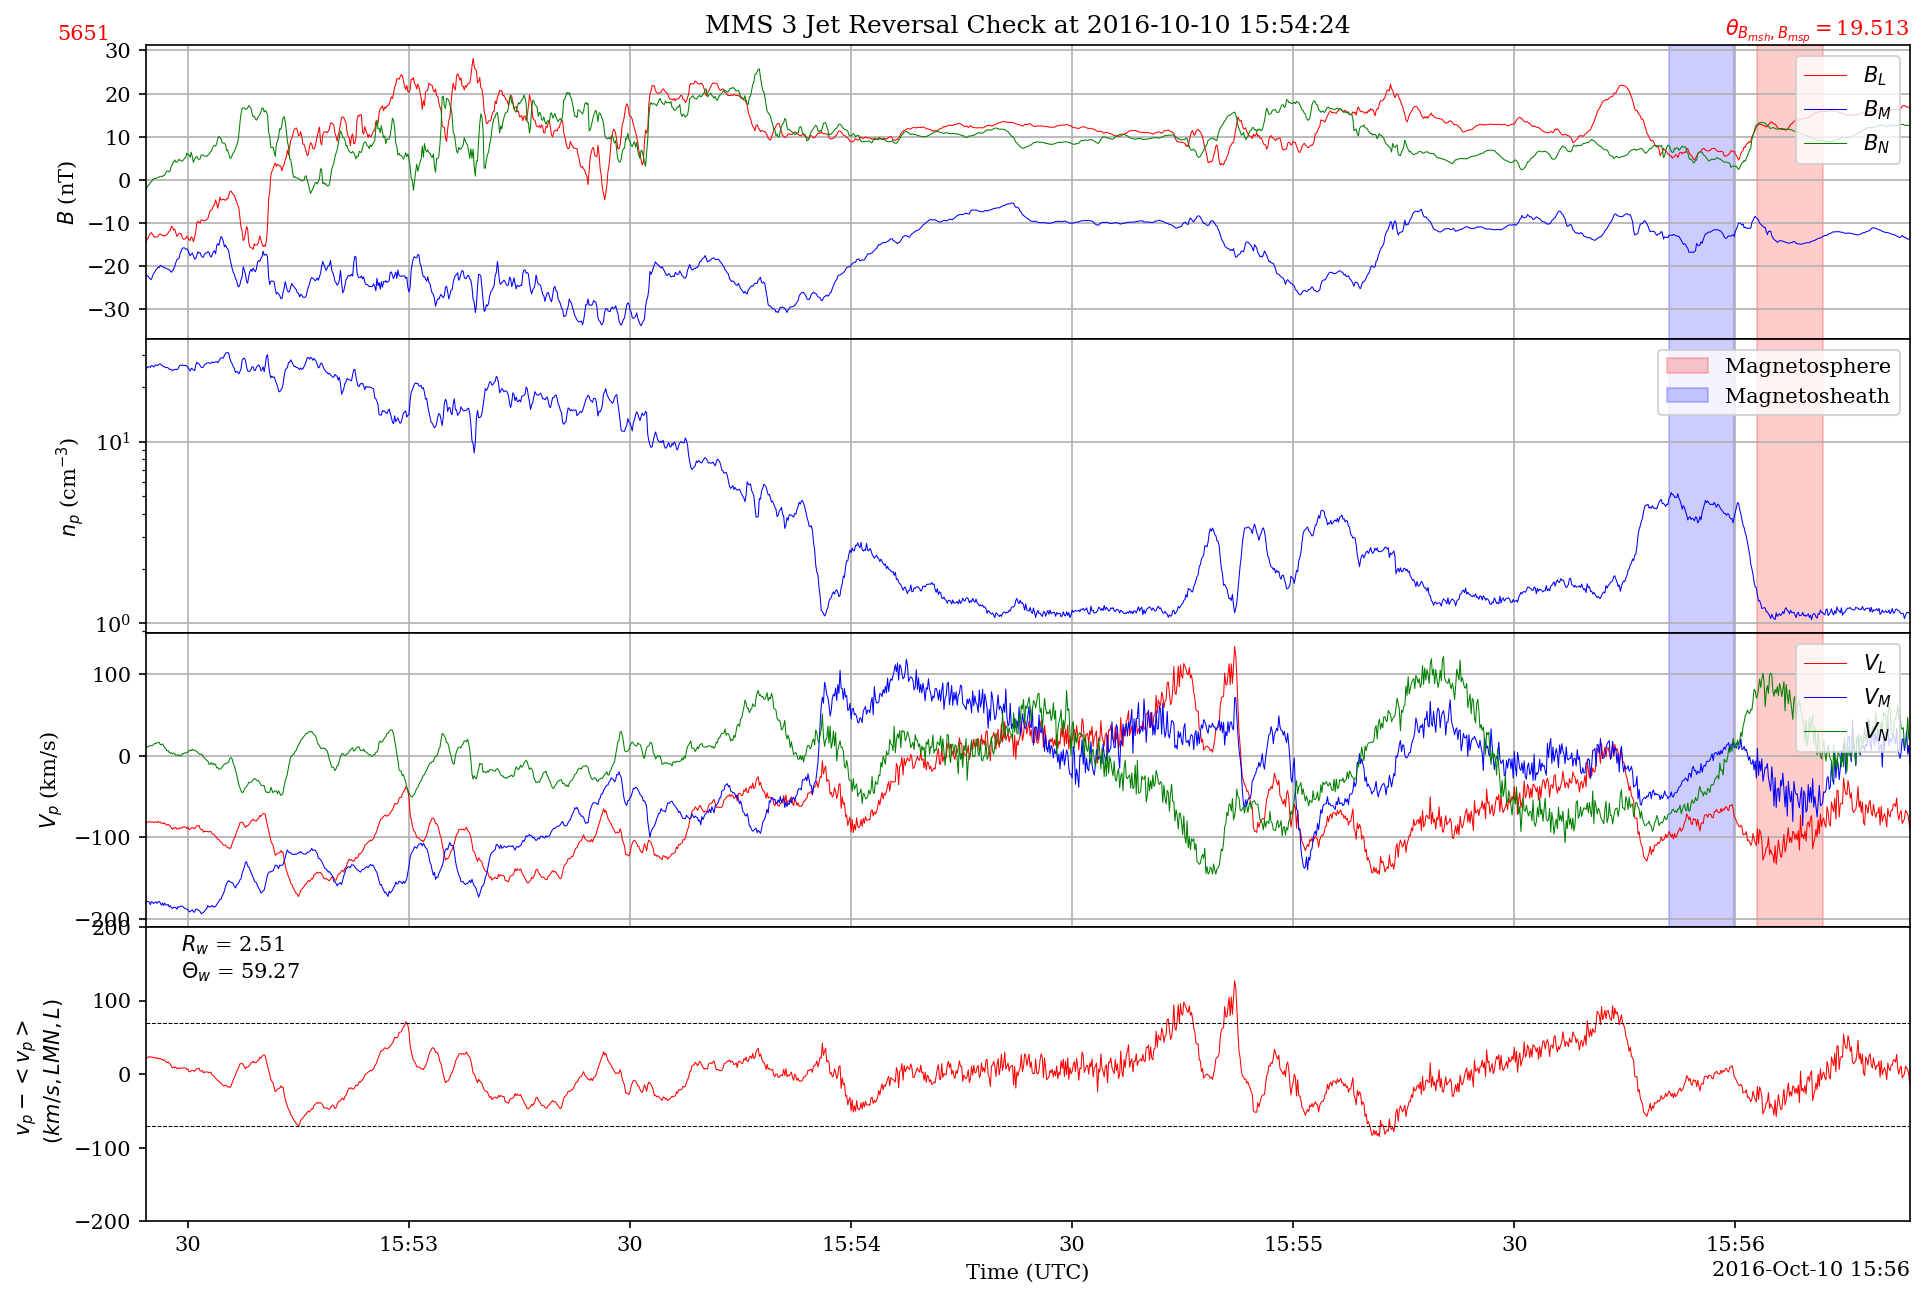 MMS 3 Jet Reversal Check at 2016-10-10 15:54:24
5651
θ_{B_{msh}, B_{msp}} = 19.513
30
20
10
0
−10
−20
−30
B (nT)
B_L
B_M
B_N
10^1
10^0
n_p (cm^{−3})
Magnetosphere
Magnetosheath
100
0
−100
−200
V_p (km/s)
V_L
V_M
V_N
200
100
0
−100
−200
v_p − <v_p>
(km/s, LMN, L)
R_w = 2.51
Θ_w = 59.27
30
15:53
30
15:54
30
15:55
30
15:56
Time (UTC)
2016-Oct-10 15:56